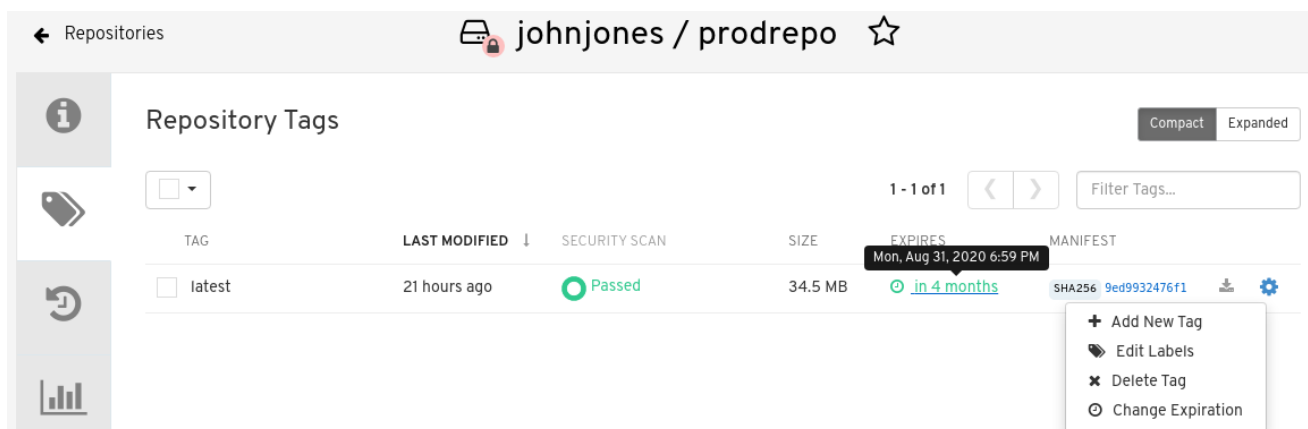 Repositories
johnjones / prodrepo
Repository Tags
Compact Expanded
1 - 1 of 1
Filter Tags...
TAG LAST MODIFIED SECURITY SCAN SIZE EXPIRES MANIFEST
Mon, Aug 31, 2020 6:59 PM
latest 21 hours ago Passed 34.5 MB in 4 months SHA256 9ed9932476f1
Add New Tag
Edit Labels
Delete Tag
Change Expiration